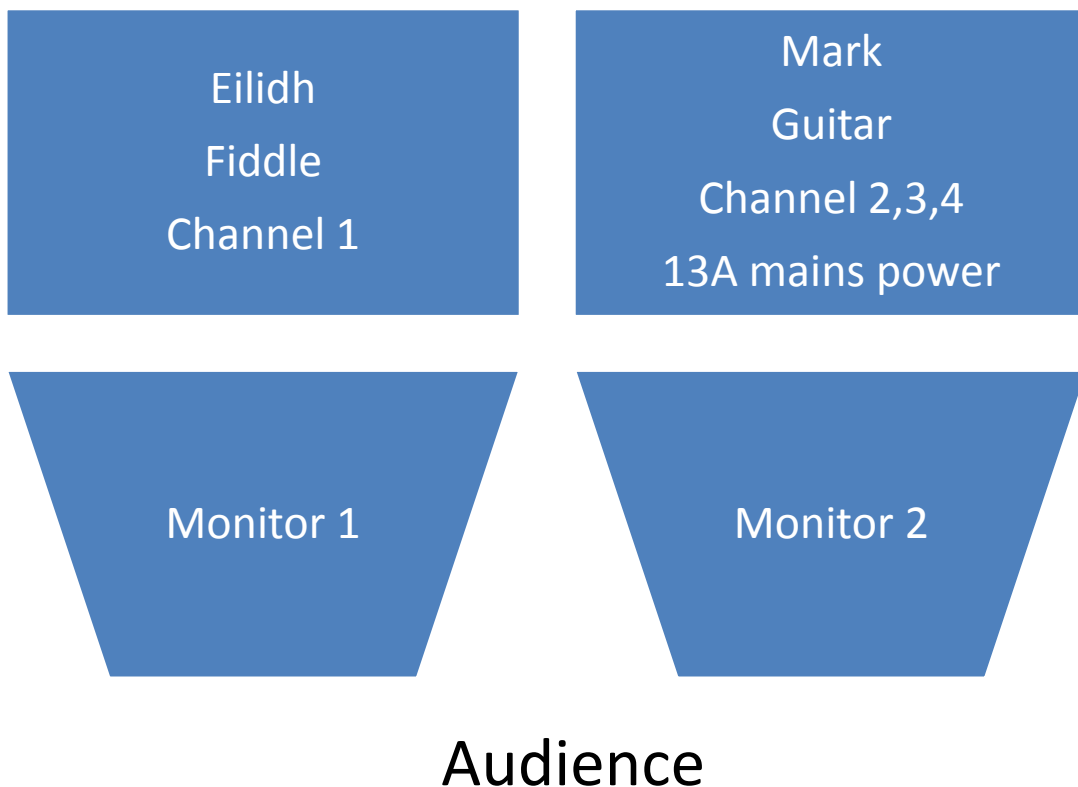 Eilidh
Fiddle
Channel 1
Mark
Guitar
Channel 2,3,4
13A mains power
Monitor 1
Monitor 2
Audience